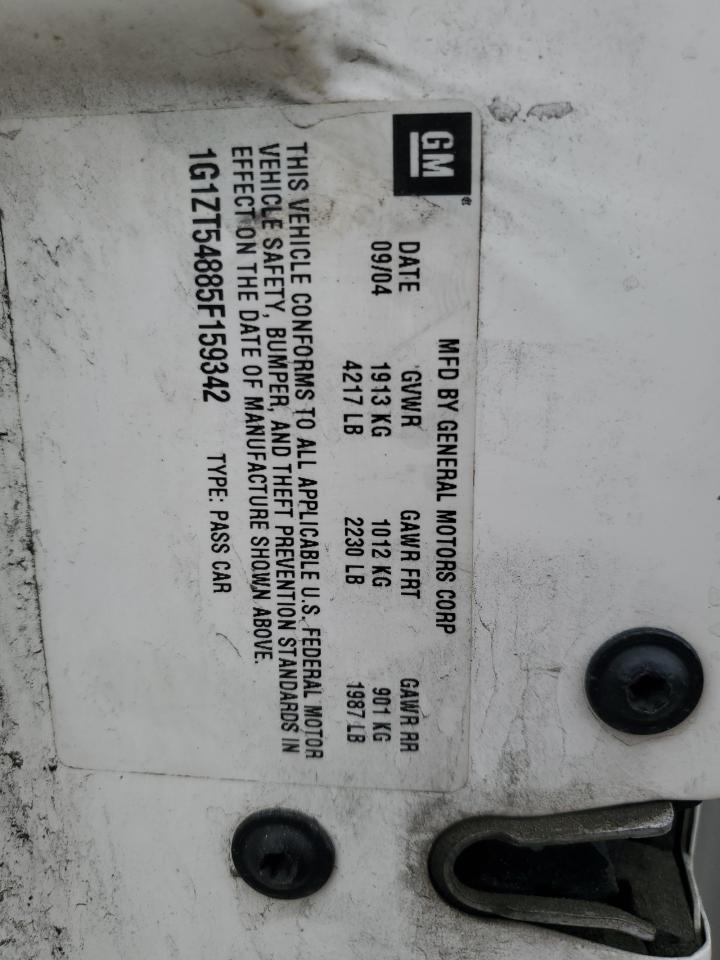 GM
MFD BY GENERAL MOTORS CORP
DATE GVWR GAWR FRT GAWR RR
09/04 1913 KG 1012 KG 901 KG
4217 LB 2230 LB 1987 LB
THIS VEHICLE CONFORMS TO ALL APPLICABLE U.S. FEDERAL MOTOR
VEHICLE SAFETY, BUMPER, AND THEFT PREVENTION STANDARDS IN
EFFECT ON THE DATE OF MANUFACTURE SHOWN ABOVE.
1G1ZT54885F159342 TYPE: PASS CAR